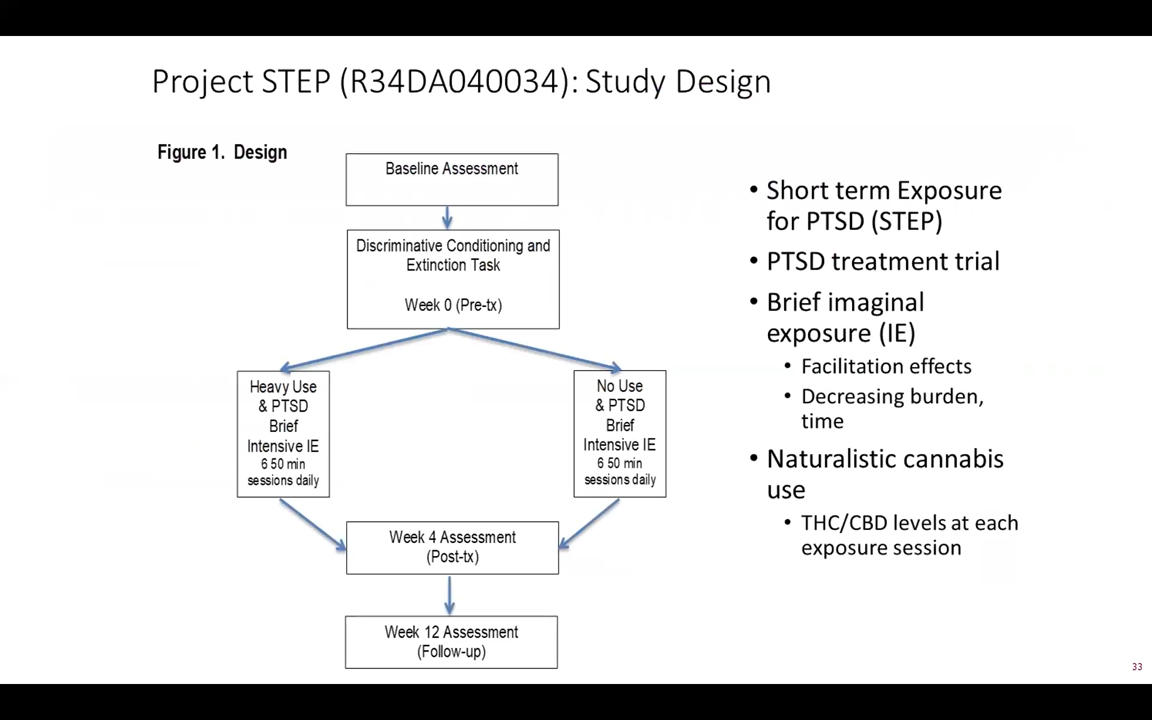 Project STEP (R34DA040034): Study Design
Figure 1.  Design
Baseline Assessment
Discriminative Conditioning and
Extinction Task
Week 0 (Pre-tx)
Heavy Use
& PTSD
Brief
Intensive IE
6 50 min
sessions daily
No Use
& PTSD
Brief
Intensive IE
6 50 min
sessions daily
Week 4 Assessment
(Post-tx)
Week 12 Assessment
(Follow-up)
• Short term Exposure
for PTSD (STEP)
• PTSD treatment trial
• Brief imaginal
exposure (IE)
• Facilitation effects
• Decreasing burden,
time
• Naturalistic cannabis
use
• THC/CBD levels at each
exposure session
33